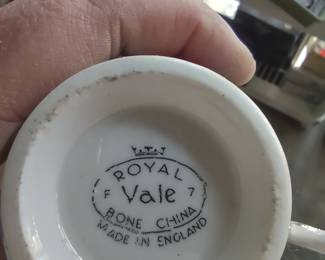 ROYAL
F Vale 7
BONE CHINA
MADE IN ENGLAND